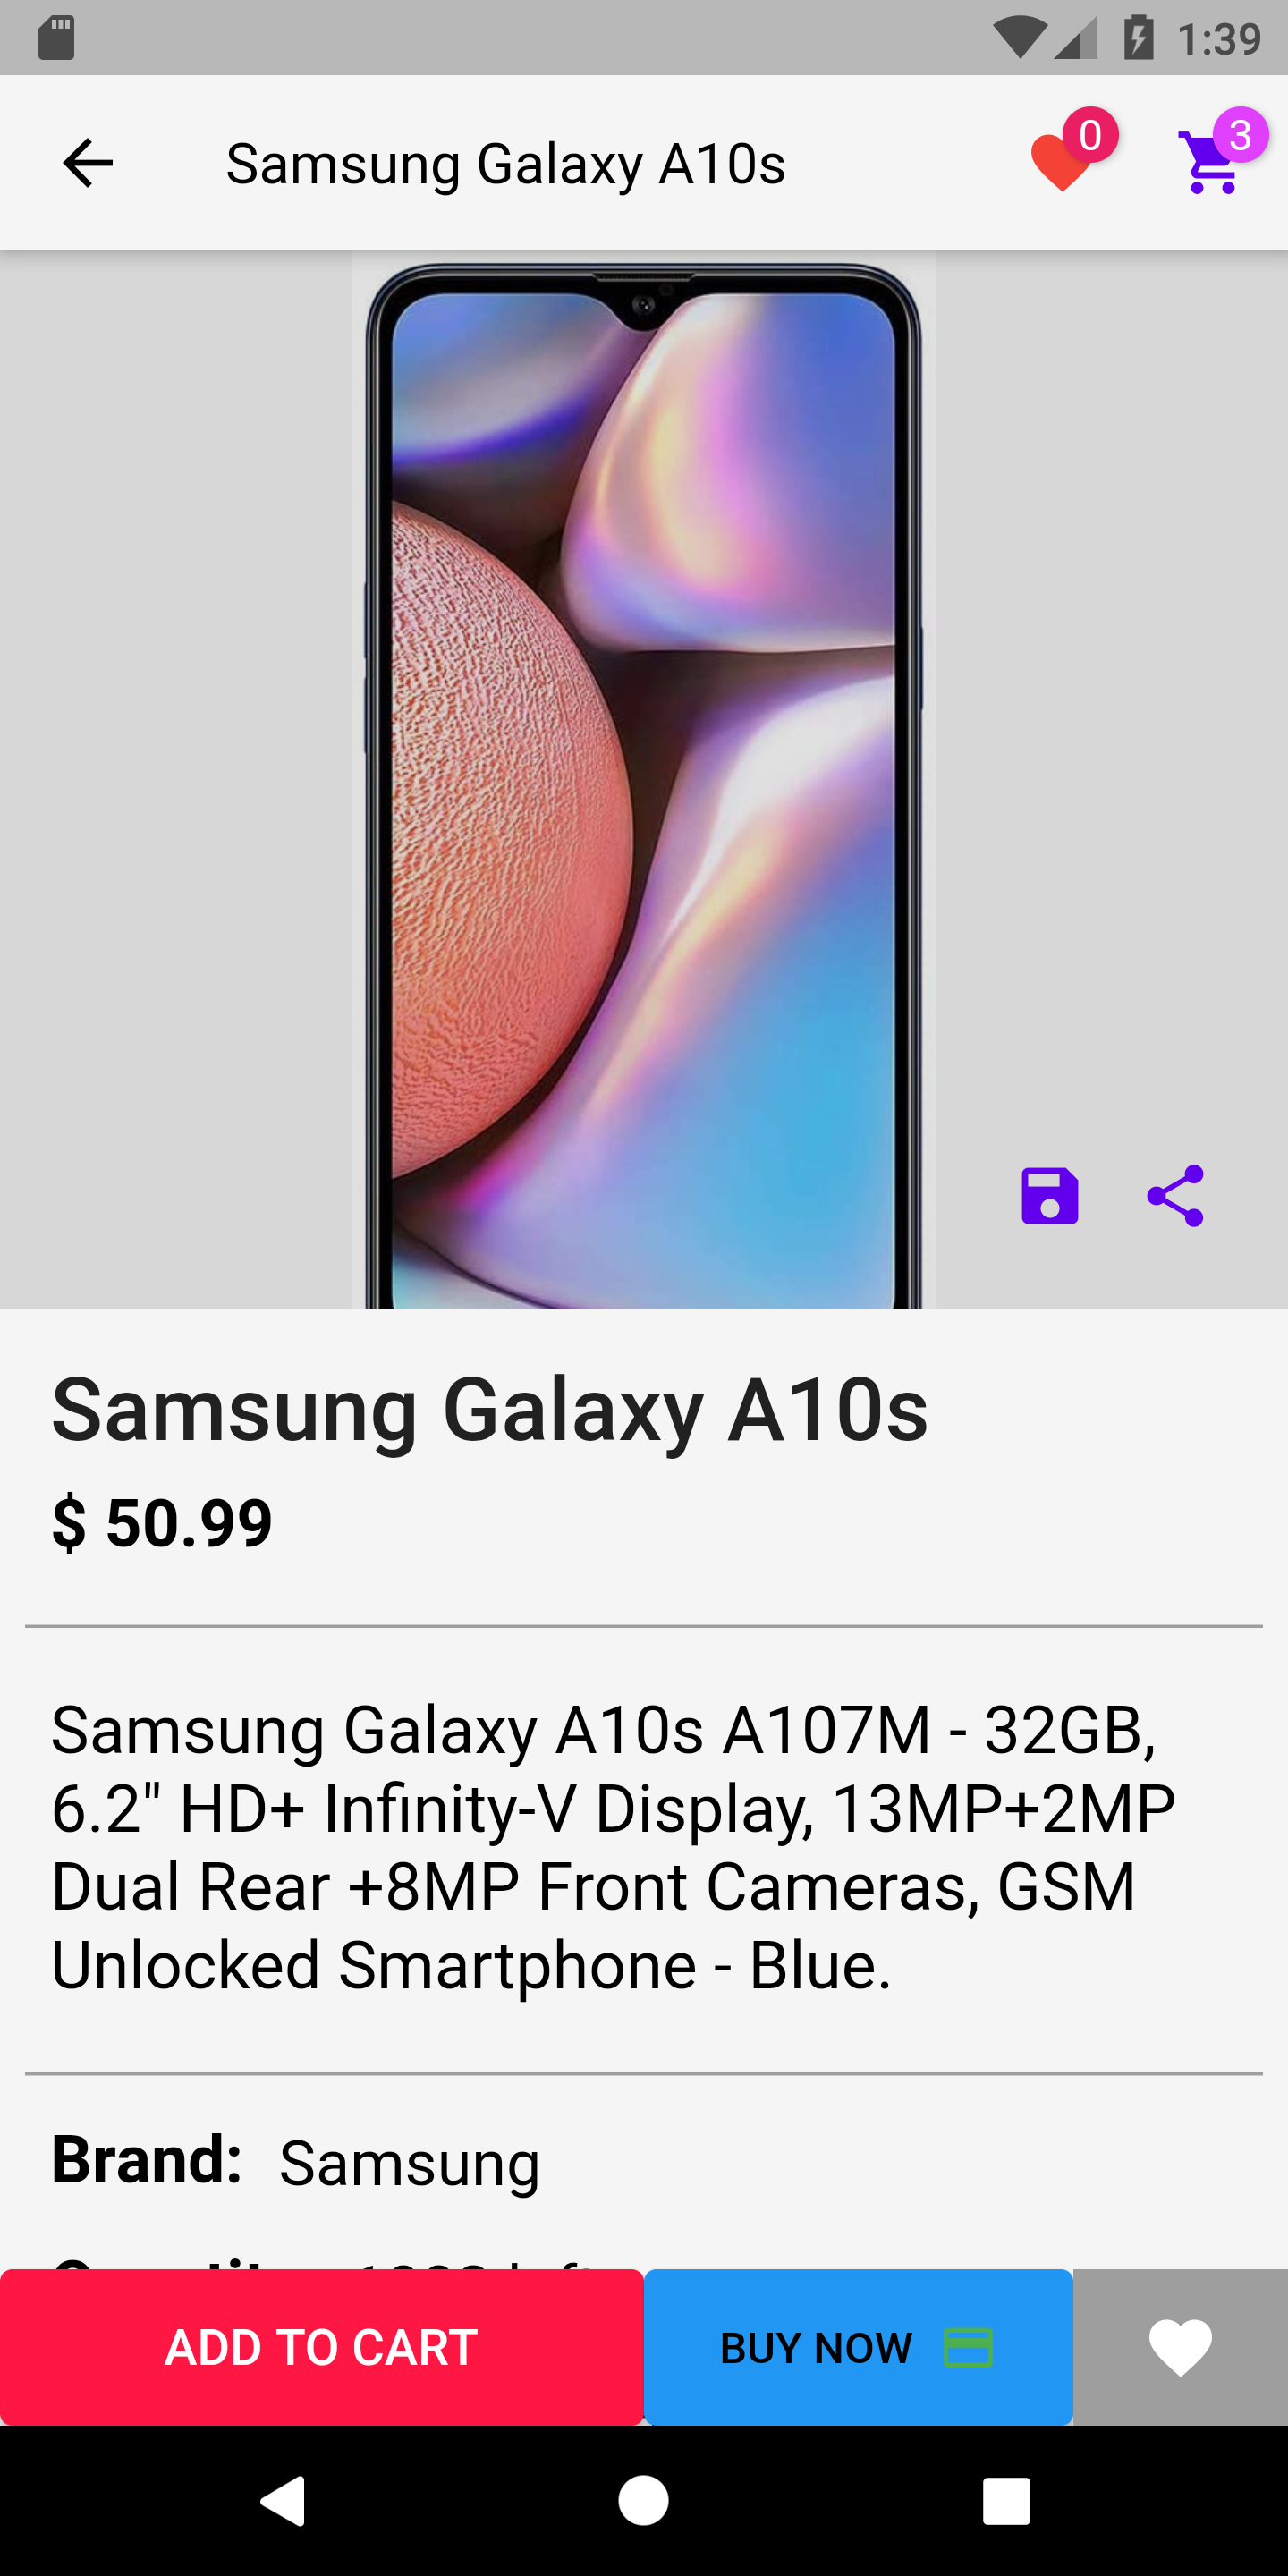 1:39
Samsung Galaxy A10s
0
3
Samsung Galaxy A10s
$ 50.99
Samsung Galaxy A10s A107M - 32GB,
6.2" HD+ Infinity-V Display, 13MP+2MP
Dual Rear +8MP Front Cameras, GSM
Unlocked Smartphone - Blue.
Brand: Samsung
ADD TO CART
BUY NOW